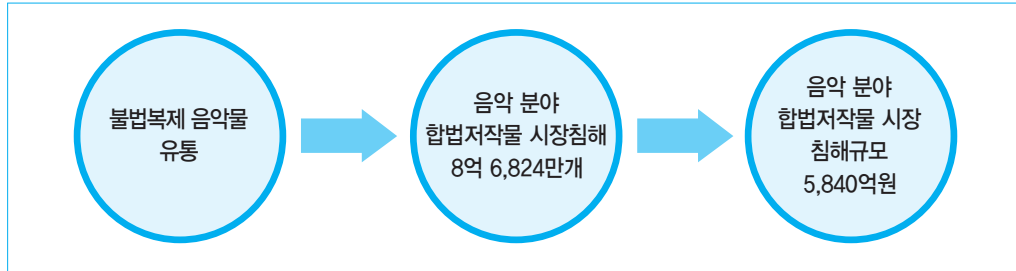 불법복제 음악물
유통
음악 분야
합법저작물 시장침해
8억 6,824만개
음악 분야
합법저작물 시장
침해규모
5,840억원